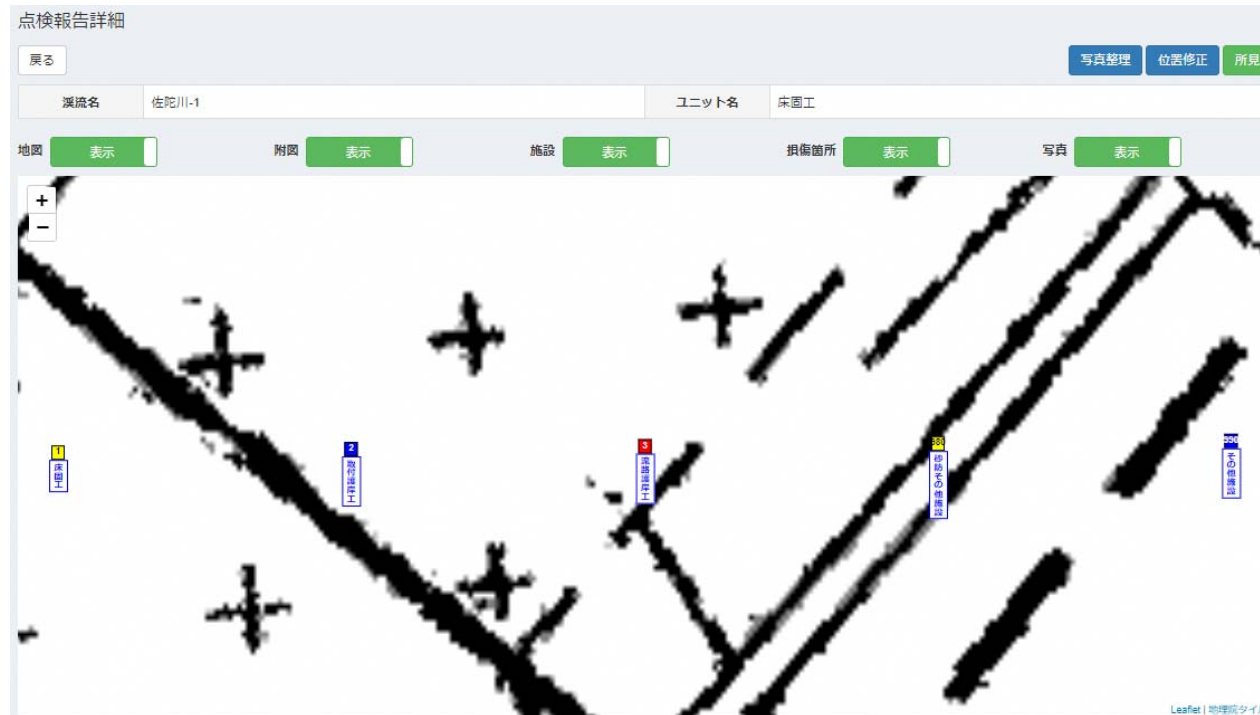 点検報告詳細
戻る
写真整理 位置修正 所見
渓流名 佐陀川-1 ユニット名 床固工
地図 表示 附図 表示 施設 表示 損傷箇所 表示 写真 表示
+
−
1
床固工
2
取付護岸工
3
流路護岸工
砂防その他施設
その他施設
Leaflet | 地理院タイル